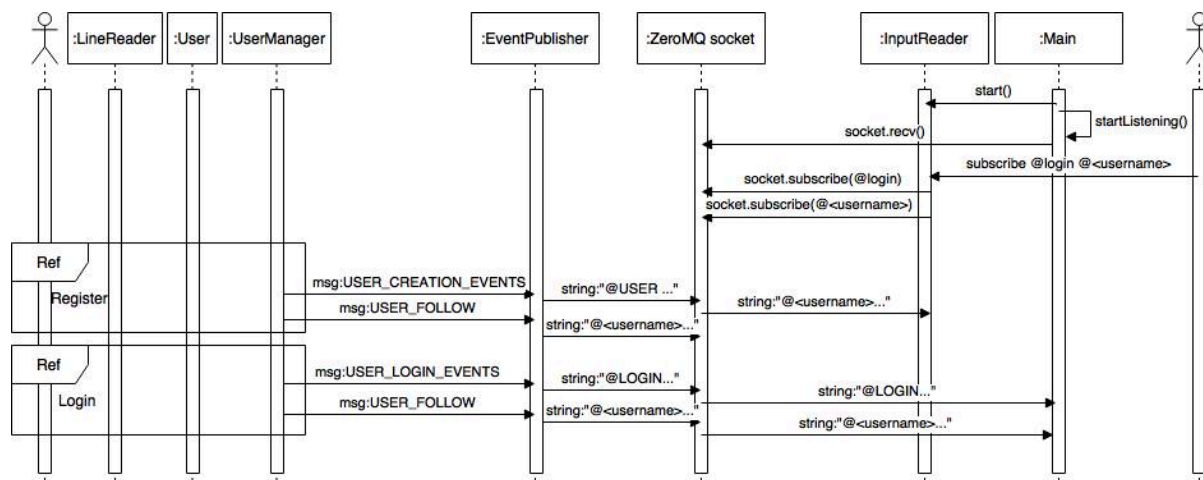 :LineReader
:User
:UserManager
:EventPublisher
:ZeroMQ socket
:InputReader
:Main
start()
startListening()
socket.recv()
subscribe @login @<username>
socket.subscribe(@login)
socket.subscribe(@<username>)
Ref
Register
msg:USER_CREATION_EVENTS
string:"@USER ..."
string:"@<username>..."
msg:USER_FOLLOW
string:"@<username>..."
Ref
Login
msg:USER_LOGIN_EVENTS
string:"@LOGIN..."
string:"@LOGIN..."
msg:USER_FOLLOW
string:"@<username>..."
string:"@<username>..."